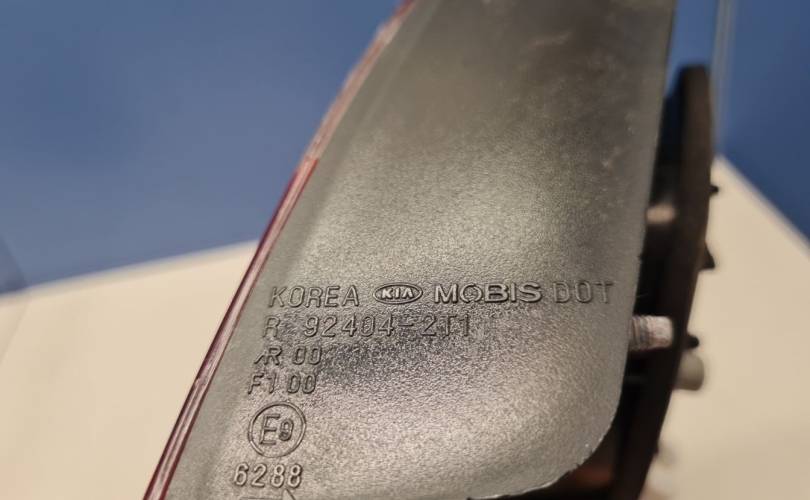 KOREA KIA MOBIS DOT
R 92404-2T1
AR 00
F1 00
E9
6288